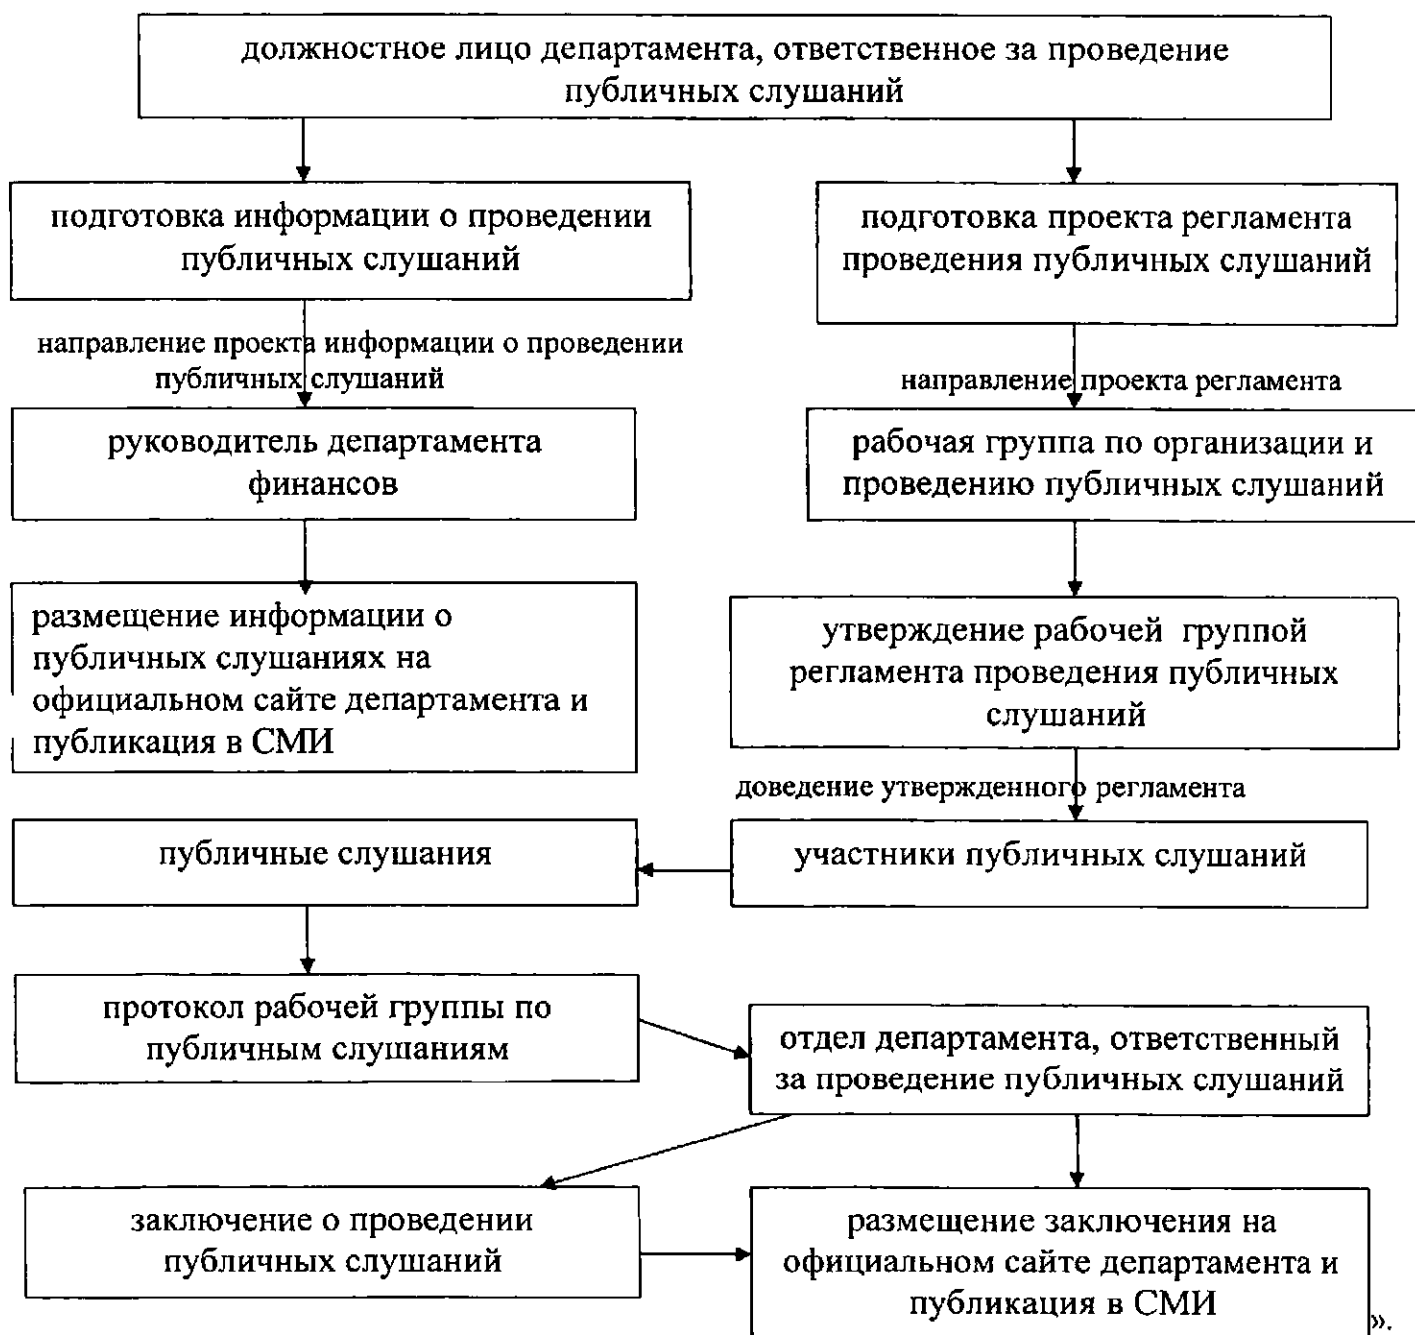 должностное лицо департамента, ответственное за проведение
публичных слушаний
подготовка информации о проведении
публичных слушаний
подготовка проекта регламента
проведения публичных слушаний
направление проекта информации о проведении
публичных слушаний
направление проекта регламента
руководитель департамента
финансов
рабочая группа по организации и
проведению публичных слушаний
размещение информации о
публичных слушаниях на
официальном сайте департамента и
публикация в СМИ
утверждение рабочей группой
регламента проведения публичных
слушаний
доведение утвержденного регламента
публичные слушания
участники публичных слушаний
протокол рабочей группы по
публичным слушаниям
отдел департамента, ответственный
за проведение публичных слушаний
заключение о проведении
публичных слушаний
размещение заключения на
официальном сайте департамента и
публикация в СМИ
».